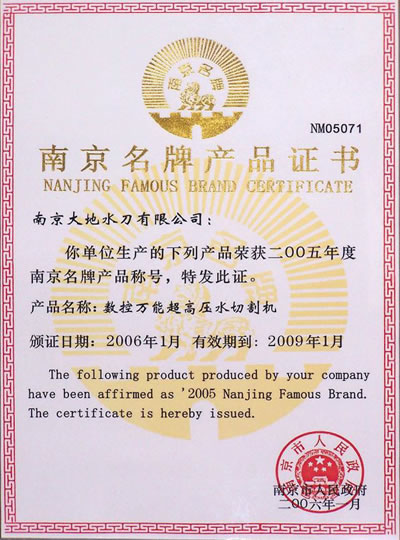 南京名牌
NM05071
南京名牌产品证书
NANJING FAMOUS BRAND CERTIFICATE
南京大地水刀有限公司：
你单位生产的下列产品荣获二〇〇五年度
南京名牌产品称号，特发此证。
产品名称：数控万能超高压水切割机
颁证日期：2006年1月 有效期到：2009年1月
The following product produced by your company
have been affirmed as '2005 Nanjing Famous Brand.
The certificate is hereby issued.
南京市人民政府
南京市人民政府
二〇〇六年一月